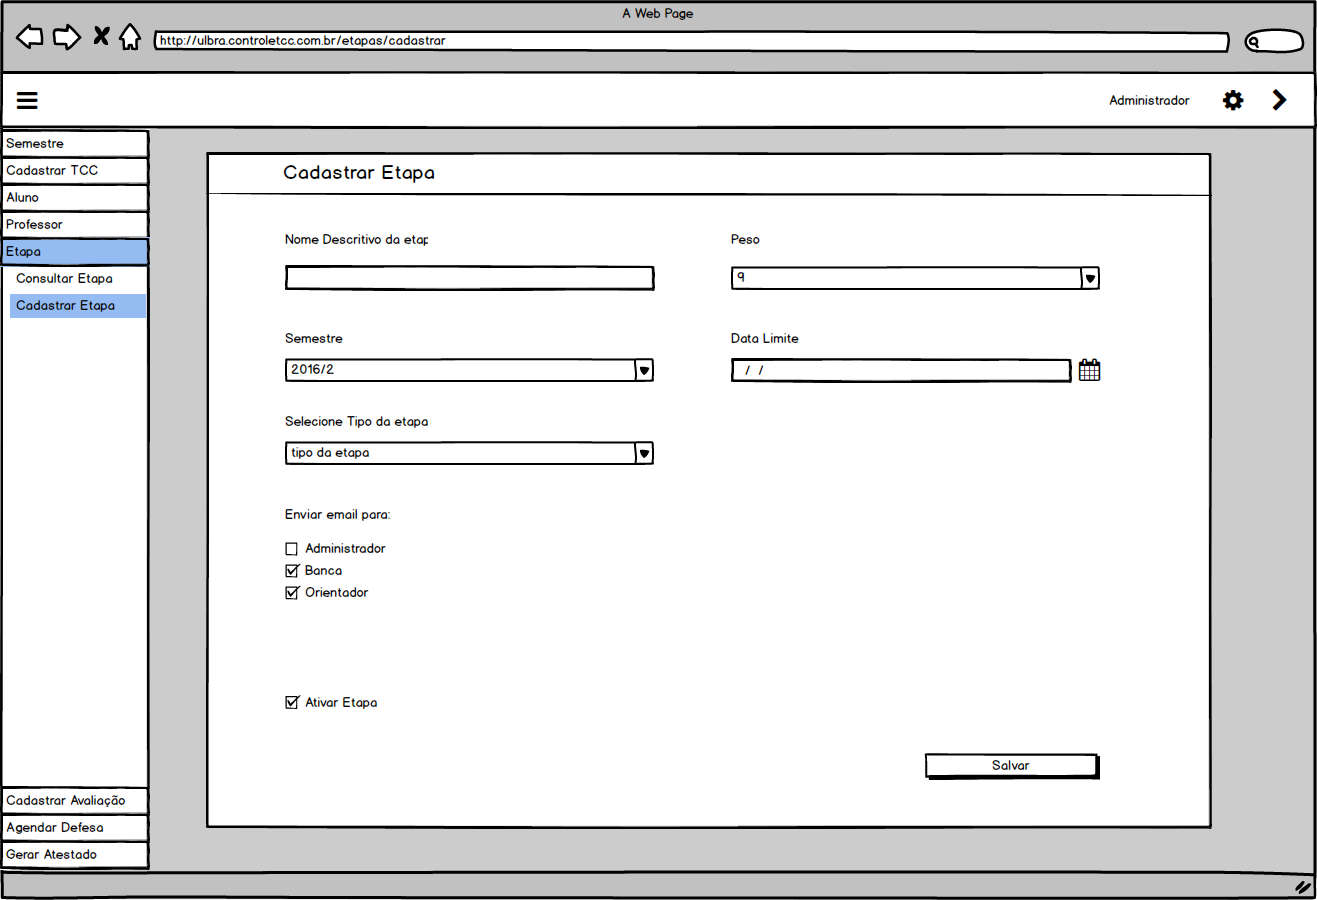 A Web Page
http://ulbra.controletcc.com.br/etapas/cadastrar
Administrador
Semestre
Cadastrar TCC
Aluno
Professor
Etapa
Consultar Etapa
Cadastrar Etapa
Cadastrar Avaliação
Agendar Defesa
Gerar Atestado
Cadastrar Etapa
Nome Descritivo da etap
Peso
9
Semestre
2016/2
Data Limite
/ /
Selecione Tipo da etapa
tipo da etapa
Enviar email para:
Administrador
Banca
Orientador
Ativar Etapa
Salvar